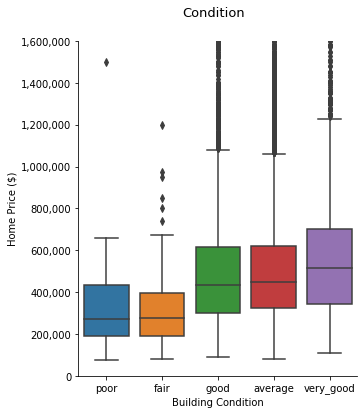 Condition
1,600,000
1,400,000
1,200,000
1,000,000
800,000
600,000
400,000
200,000
0
Home Price ($)
poor fair good average very_good
Building Condition